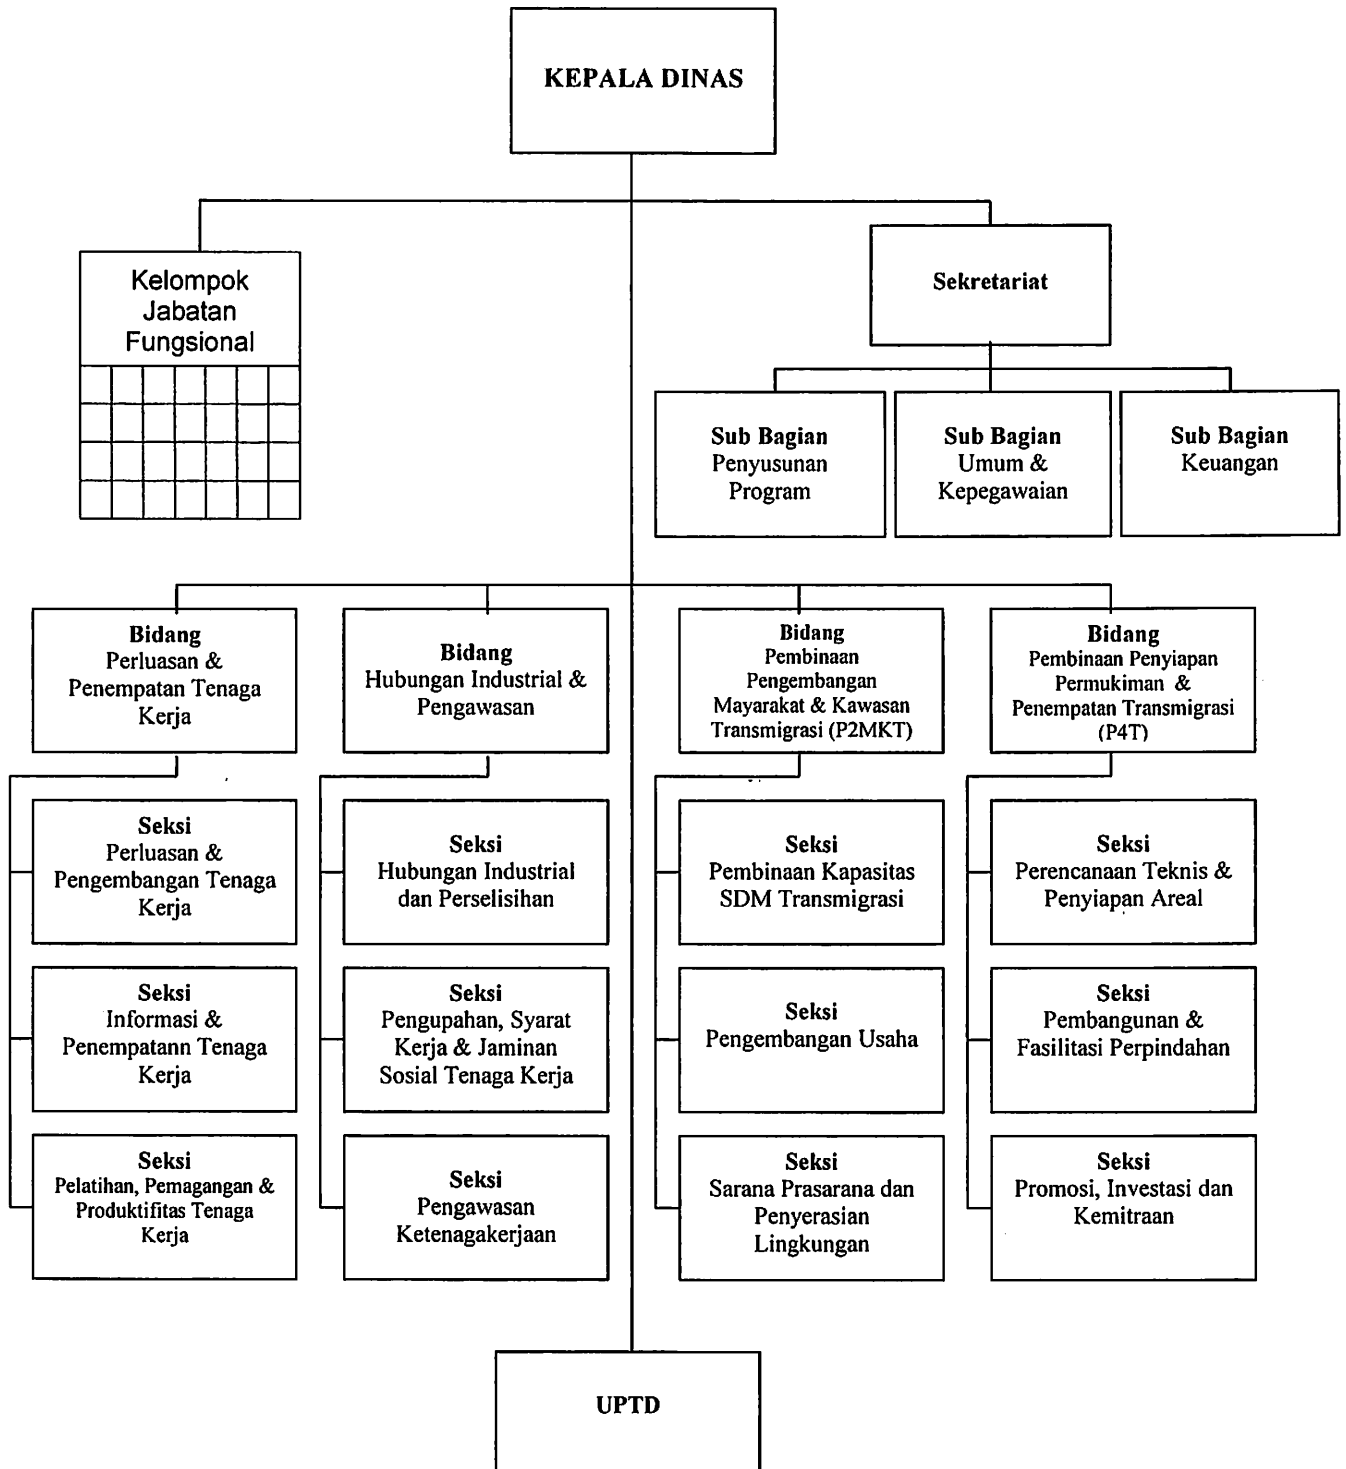 KEPALA DINAS
Kelompok
Jabatan
Fungsional
Sekretariat
Sub Bagian
Penyusunan
Program
Sub Bagian
Umum &
Kepegawaian
Sub Bagian
Keuangan
Bidang
Perluasan &
Penempatan Tenaga
Kerja
Bidang
Hubungan Industrial &
Pengawasan
Bidang
Pembinaan
Pengembangan
Mayarakat & Kawasan
Transmigrasi (P2MKT)
Bidang
Pembinaan Penyiapan
Permukiman &
Penempatan Transmigrasi
(P4T)
Seksi
Perluasan &
Pengembangan Tenaga
Kerja
Seksi
Hubungan Industrial
dan Perselisihan
Seksi
Pembinaan Kapasitas
SDM Transmigrasi
Seksi
Perencanaan Teknis &
Penyiapan Areal
Seksi
Informasi &
Penempatann Tenaga
Kerja
Seksi
Pengupahan, Syarat
Kerja & Jaminan
Sosial Tenaga Kerja
Seksi
Pengembangan Usaha
Seksi
Pembangunan &
Fasilitasi Perpindahan
Seksi
Pelatihan, Pemagangan &
Produktifitas Tenaga
Kerja
Seksi
Pengawasan
Ketenagakerjaan
Seksi
Sarana Prasarana dan
Penyerasian
Lingkungan
Seksi
Promosi, Investasi dan
Kemitraan
UPTD